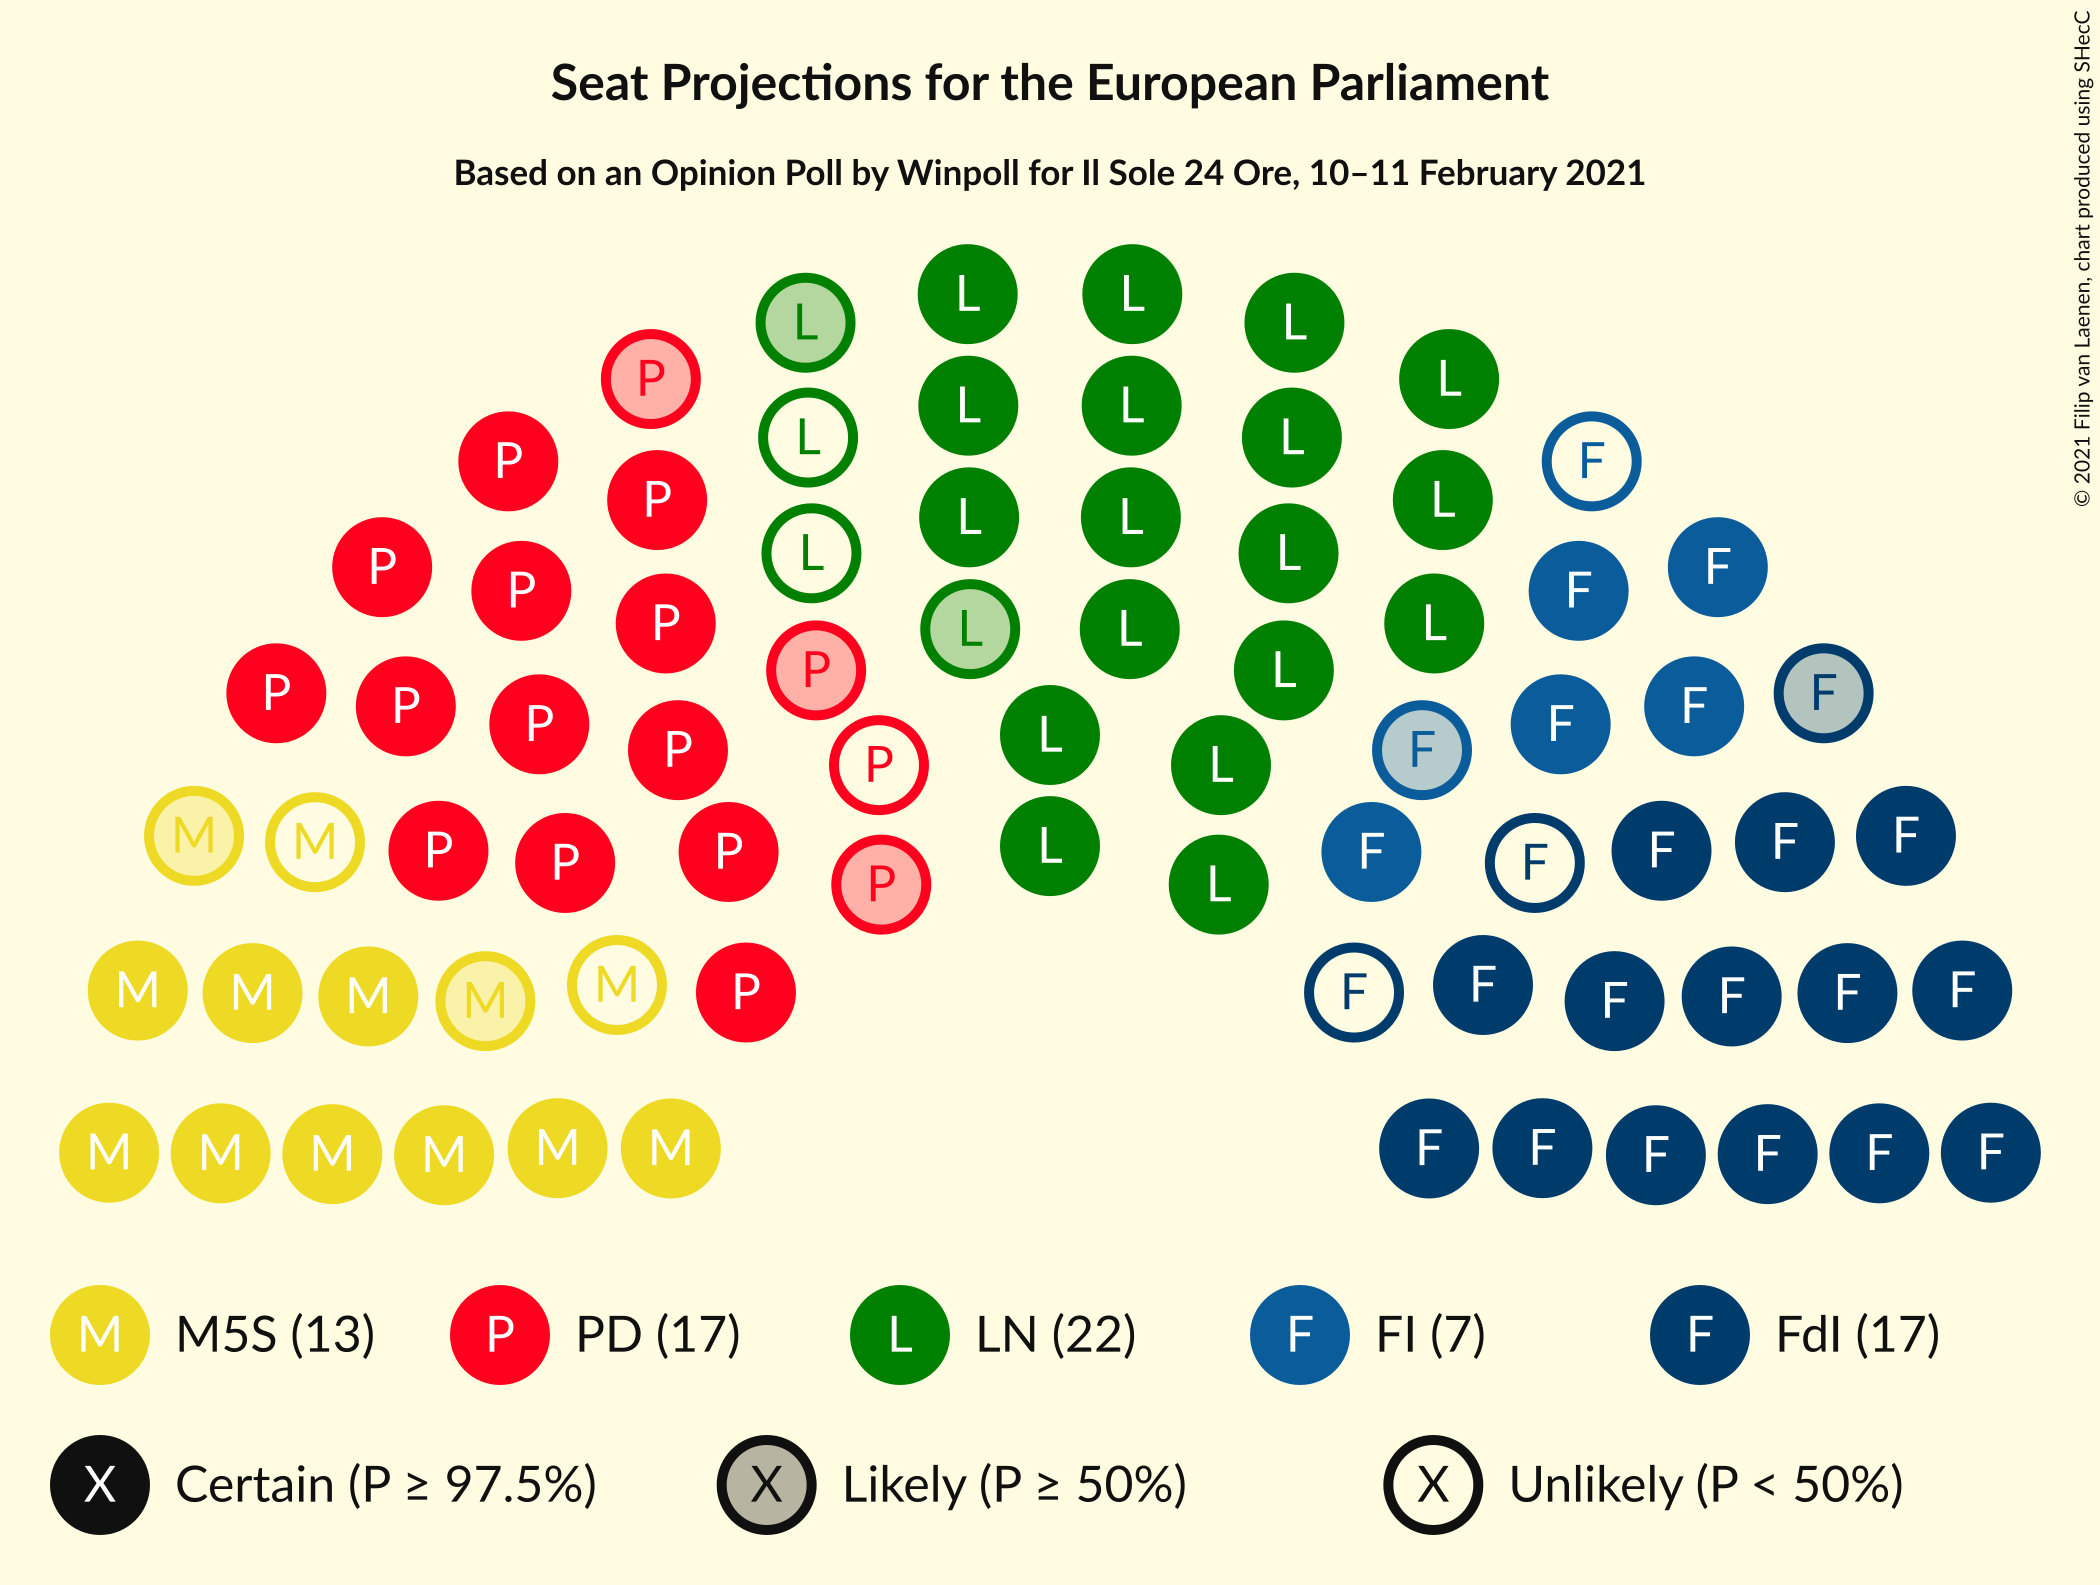 Seat Projections for the European Parliament
Based on an Opinion Poll by Winpoll for Il Sole 24 Ore, 10–11 February 2021
© 2021 Filip van Laenen, chart produced using SHecC
L L
L L
P L
L L
L L
P P F
L L
P P L F
L L
P P L F F
P L L
P P P P L F F F F
P L F
P L F
M M P P P L F F F F F
P L
M M M M M P F F F F F F
M M M M M M F F F F F F
M M5S (13) P PD (17) L LN (22) F FI (7) F FdI (17)
X Certain (P ≥ 97.5%) X Likely (P ≥ 50%) X Unlikely (P < 50%)